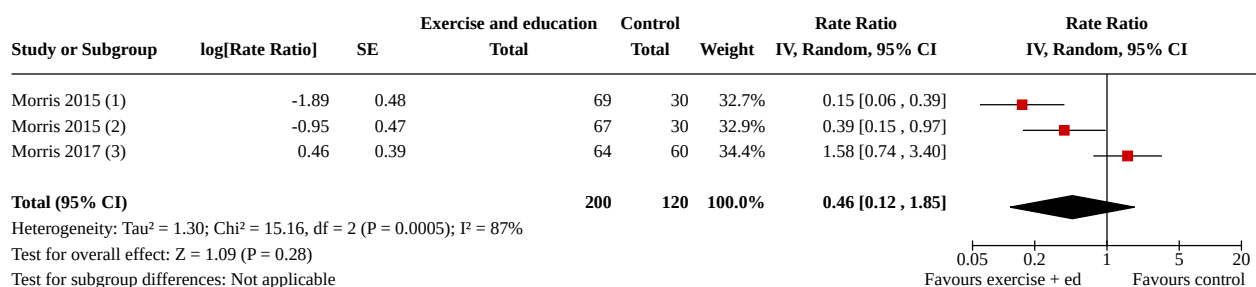 Exercise and education Control Rate Ratio Rate Ratio
Study or Subgroup log[Rate Ratio] SE Total Total Weight IV, Random, 95% CI IV, Random, 95% CI
Morris 2015 (1) -1.89 0.48 69 30 32.7% 0.15 [0.06 , 0.39]
Morris 2015 (2) -0.95 0.47 67 30 32.9% 0.39 [0.15 , 0.97]
Morris 2017 (3) 0.46 0.39 64 60 34.4% 1.58 [0.74 , 3.40]
Total (95% CI) 200 120 100.0% 0.46 [0.12 , 1.85]
Heterogeneity: Tau² = 1.30; Chi² = 15.16, df = 2 (P = 0.0005); I² = 87%
Test for overall effect: Z = 1.09 (P = 0.28) 0.05 0.2 1 5 20
Test for subgroup differences: Not applicable Favours exercise + ed Favours control